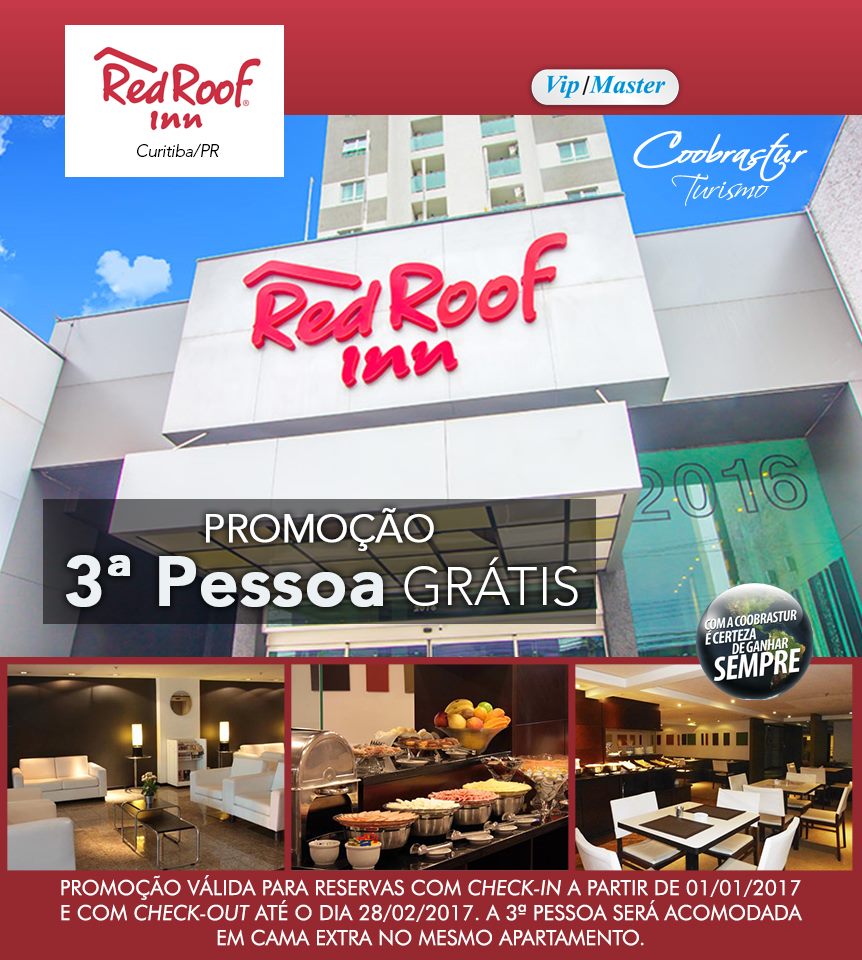 Red Roof
Inn
Curitiba/PR
Vip/Master
Coobrastur
Turismo
Red Roof
Inn
2016
PROMOÇÃO
3ª Pessoa GRÁTIS
2016
COM A COOBRASTUR
É CERTEZA
DE GANHAR
SEMPRE
PROMOÇÃO VÁLIDA PARA RESERVAS COM CHECK-IN A PARTIR DE 01/01/2017
E COM CHECK-OUT ATÉ O DIA 28/02/2017. A 3ª PESSOA SERÁ ACOMODADA
EM CAMA EXTRA NO MESMO APARTAMENTO.